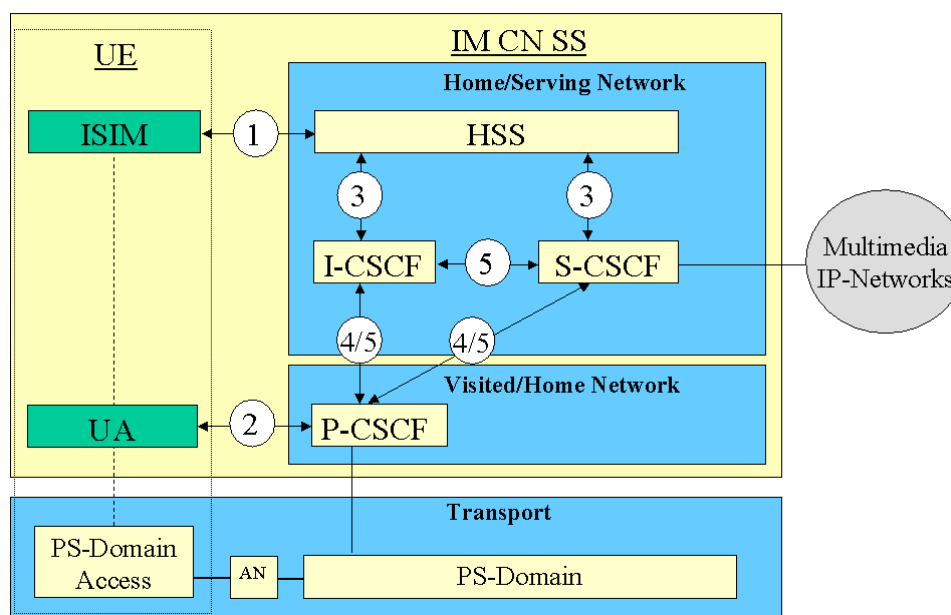 UE
IM CN SS
Home/Serving Network
ISIM
1
HSS
3
3
I-CSCF
5
S-CSCF
Multimedia
IP-Networks
4/5
4/5
Visited/Home Network
UA
2
P-CSCF
Transport
PS-Domain
Access
AN
PS-Domain